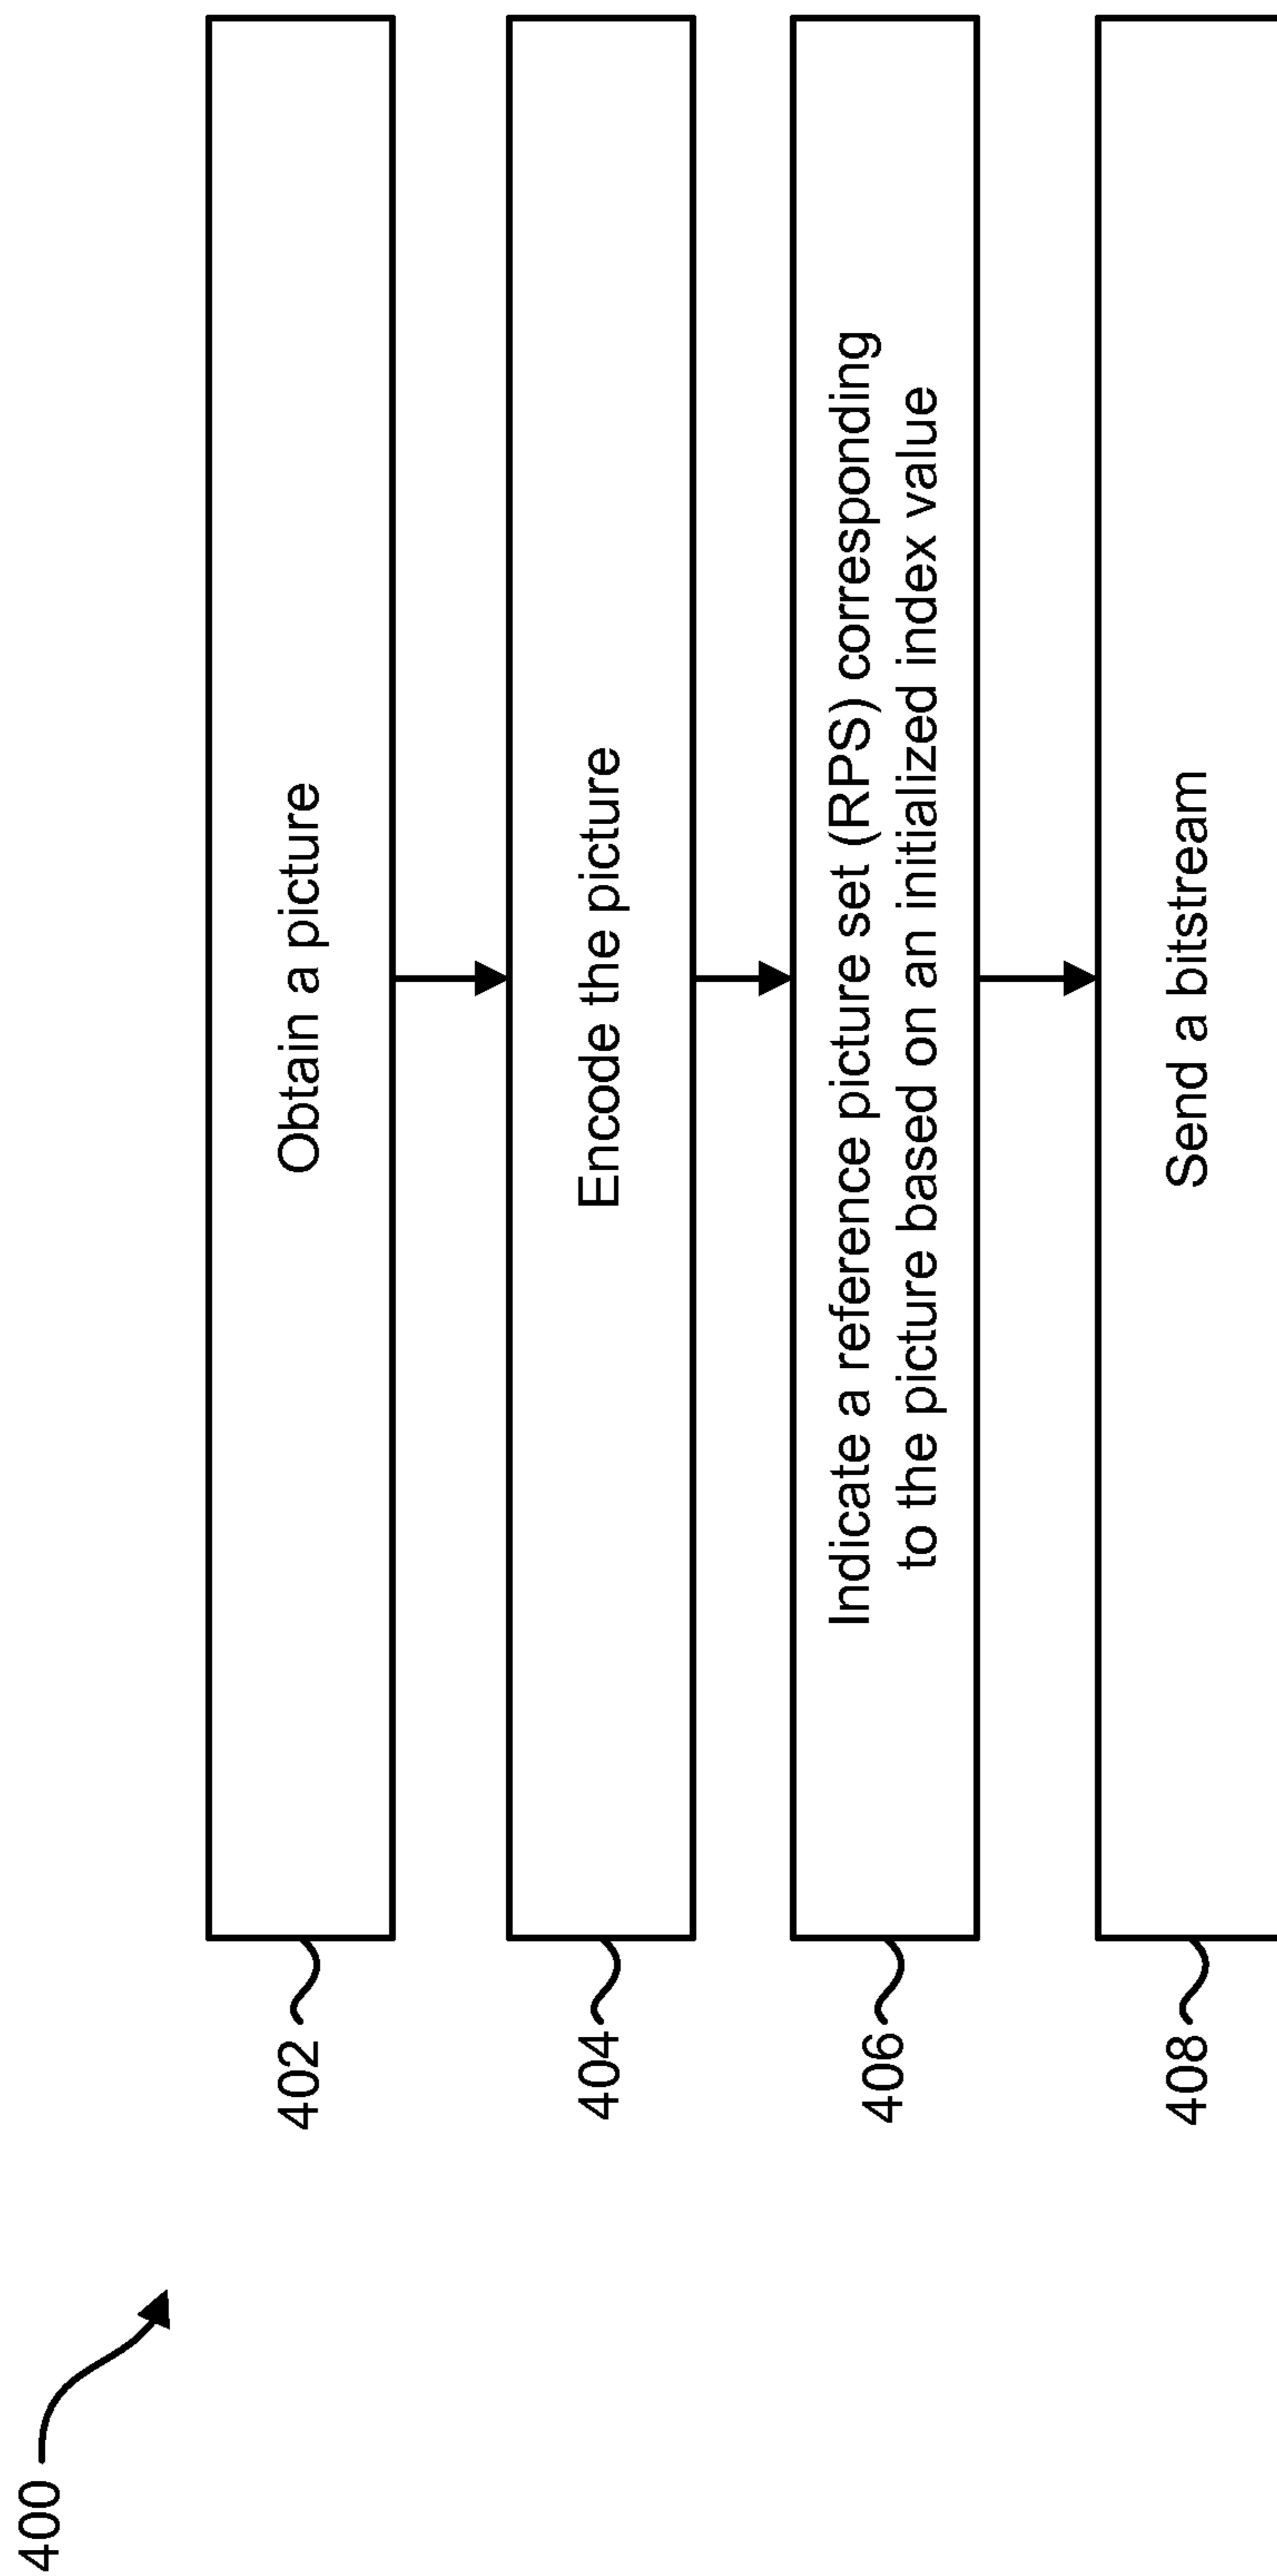 400
402
Obtain a picture
404
Encode the picture
406
Indicate a reference picture set (RPS) corresponding
to the picture based on an initialized index value
408
Send a bitstream